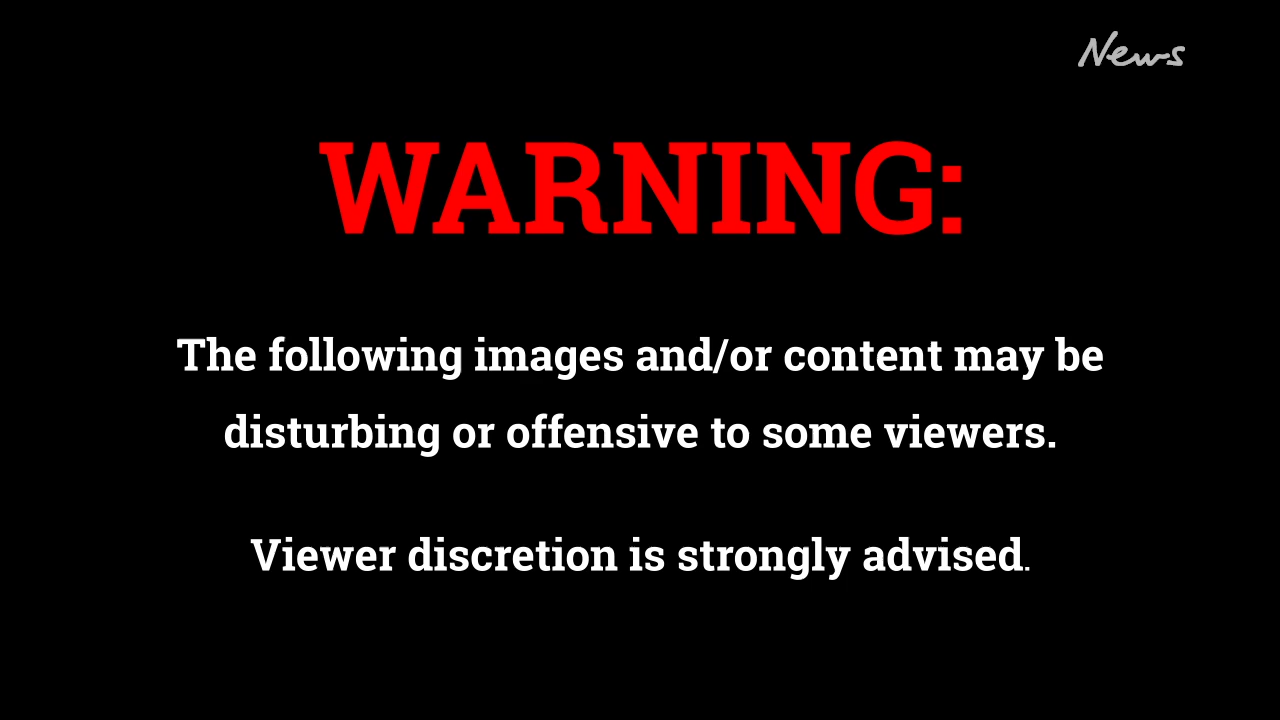 News
WARNING:
The following images and/or content may be
disturbing or offensive to some viewers.
Viewer discretion is strongly advised.